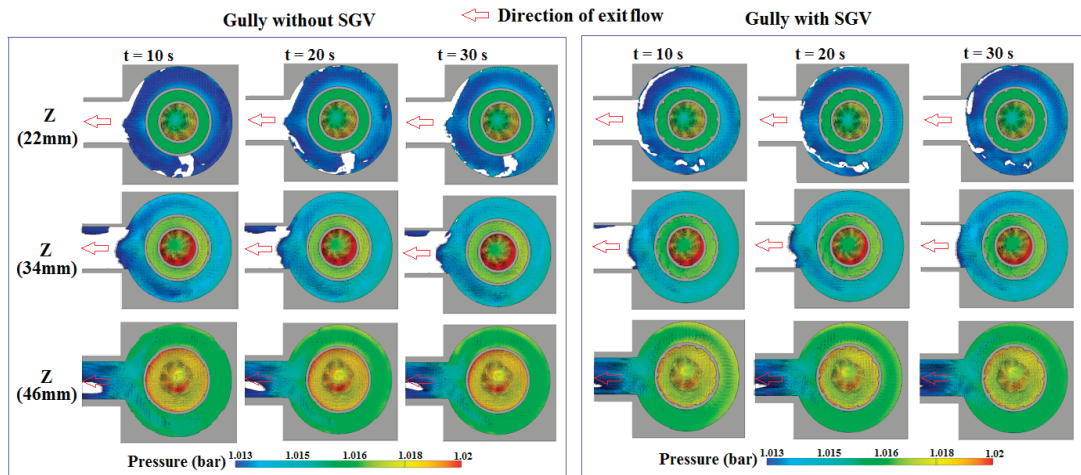 Gully without SGV
Direction of exit flow
Gully with SGV
t = 10 s
t = 20 s
t = 30 s
t = 10 s
t = 20 s
t = 30 s
Z
(22mm)
Z
(34mm)
Z
(46mm)
Pressure (bar)
1.013
1.015
1.016
1.018
1.02
Pressure (bar)
1.013
1.015
1.016
1.018
1.02